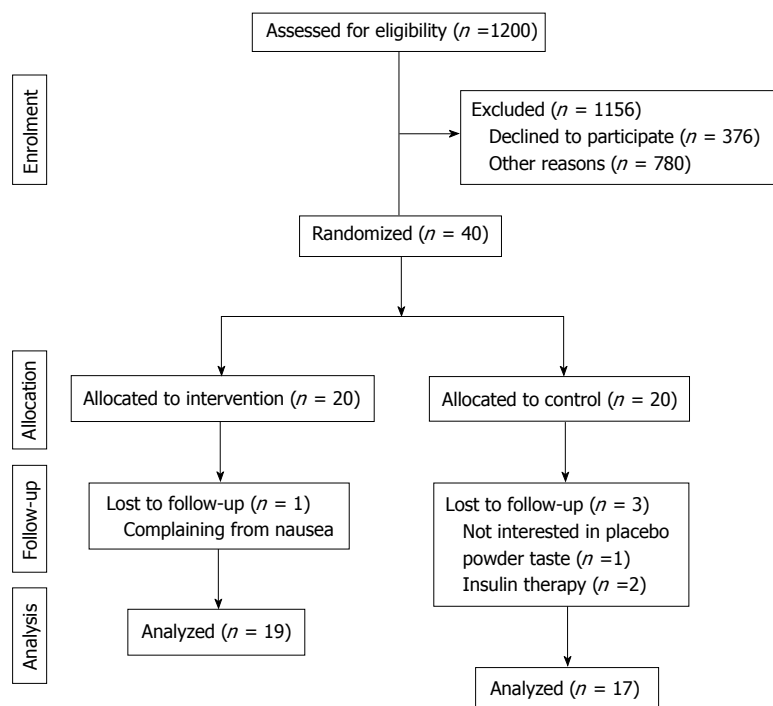 Assessed for eligibility (n =1200)
Enrolment
Excluded (n = 1156)
Declined to participate (n = 376)
Other reasons (n = 780)
Randomized (n = 40)
Allocation
Allocated to intervention (n = 20)
Allocated to control (n = 20)
Follow-up
Lost to follow-up (n = 1)
Complaining from nausea
Lost to follow-up (n = 3)
Not interested in placebo
powder taste (n =1)
Insulin therapy (n =2)
Analysis
Analyzed (n = 19)
Analyzed (n = 17)